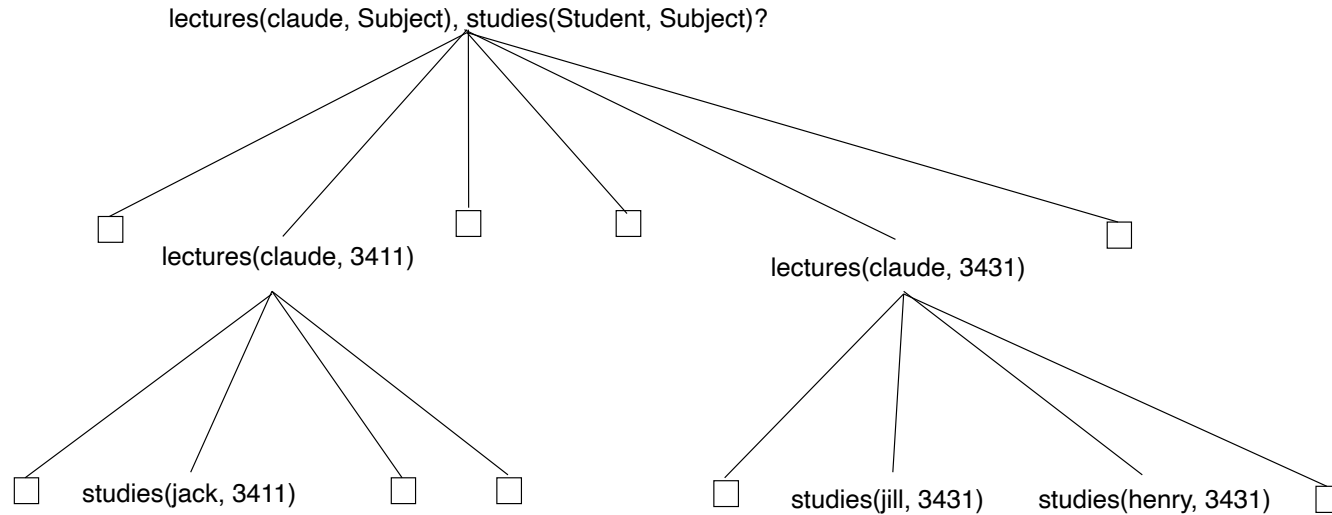 lectures(claude, Subject), studies(Student, Subject)?
lectures(claude, 3411)
lectures(claude, 3431)
studies(jack, 3411)
studies(jill, 3431)
studies(henry, 3431)